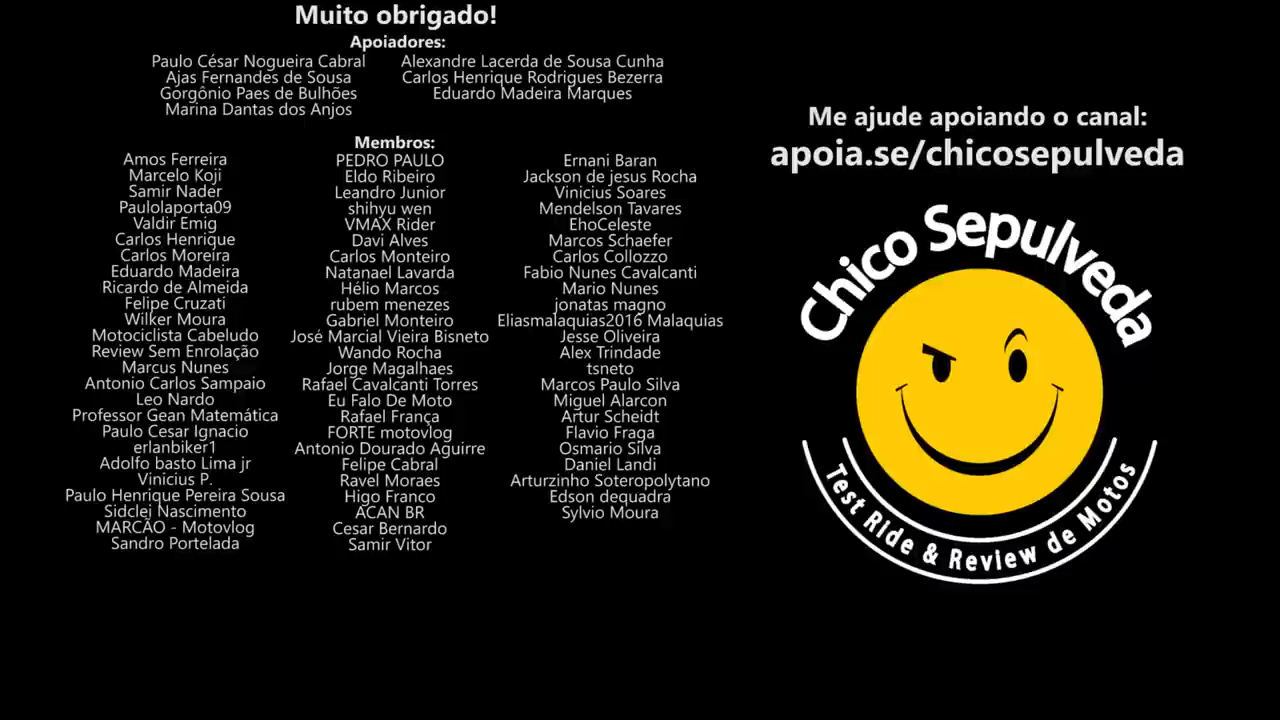 Muito obrigado!
Apoiadores:
Paulo César Nogueira Cabral
Ajas Fernandes de Sousa
Gorgônio Paes de Bulhões
Marina Dantas dos Anjos
Alexandre Lacerda de Sousa Cunha
Carlos Henrique Rodrigues Bezerra
Eduardo Madeira Marques
Membros:
Amos Ferreira
Marcelo Koji
Samir Nader
Paulolaporta09
Valdir Emig
Carlos Henrique
Carlos Moreira
Eduardo Madeira
Ricardo de Almeida
Felipe Cruzati
Wilker Moura
Motociclista Cabeludo
Review Sem Enrolação
Marcus Nunes
Antonio Carlos Sampaio
Leo Nardo
Professor Gean Matemática
Paulo Cesar Ignacio
erlanbiker1
Adolfo basto Lima jr
Vinicius P.
Paulo Henrique Pereira Sousa
Sidclei Nascimento
MARCÃO - Motovlog
Sandro Portelada
PEDRO PAULO
Eldo Ribeiro
Leandro Junior
shihyu wen
VMAX Rider
Davi Alves
Carlos Monteiro
Natanael Lavarda
Hélio Marcos
rubem menezes
Gabriel Monteiro
José Marcial Vieira Bisneto
Wando Rocha
Jorge Magalhaes
Rafael Cavalcanti Torres
Eu Falo De Moto
Rafael França
FORTE motovlog
Antonio Dourado Aguirre
Felipe Cabral
Ravel Moraes
Higo Franco
ACAN BR
Cesar Bernardo
Samir Vitor
Ernani Baran
Jackson de jesus Rocha
Vinicius Soares
Mendelson Tavares
EhoCeleste
Marcos Schaefer
Carlos Collozzo
Fabio Nunes Cavalcanti
Mario Nunes
jonatas magno
Eliasmalaquias2016 Malaquias
Jesse Oliveira
Alex Trindade
tsneto
Marcos Paulo Silva
Miguel Alarcon
Artur Scheidt
Flavio Fraga
Osmario Silva
Daniel Landi
Arturzinho Soteropolytano
Edson dequadra
Sylvio Moura
Me ajude apoiando o canal:
apoia.se/chicosepulveda
Chico Sepulveda
Test Ride & Review de Motos